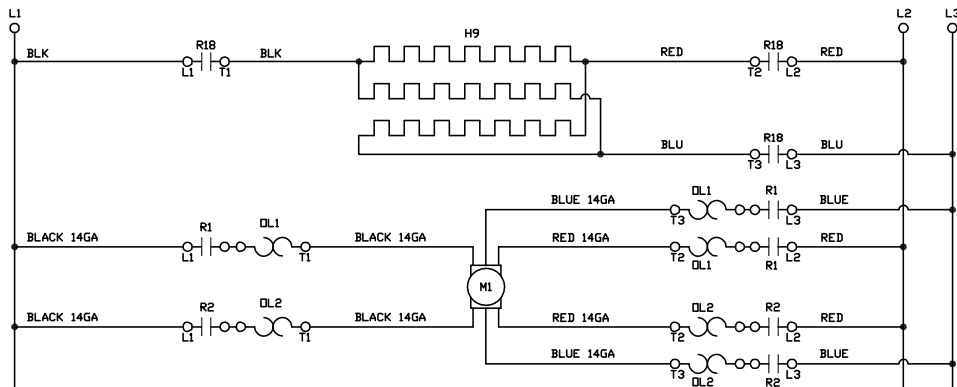 L1 L2 L3
H9
BLK R18 BLK RED R18 RED
L1 T1 T2 L2
BLU R18
T3 L3
BLUE 14GA OL1 R1 BLUE
T3 L3
BLACK 14GA R1 OL1 BLACK 14GA RED 14GA RED
L1 T1 T2 OL1 R1 L2
M1
BLACK 14GA R2 OL2 BLACK 14GA RED 14GA OL2 R2 RED
L1 T1 T2 L2
BLUE 14GA BLUE
T3 OL2 R2 L3